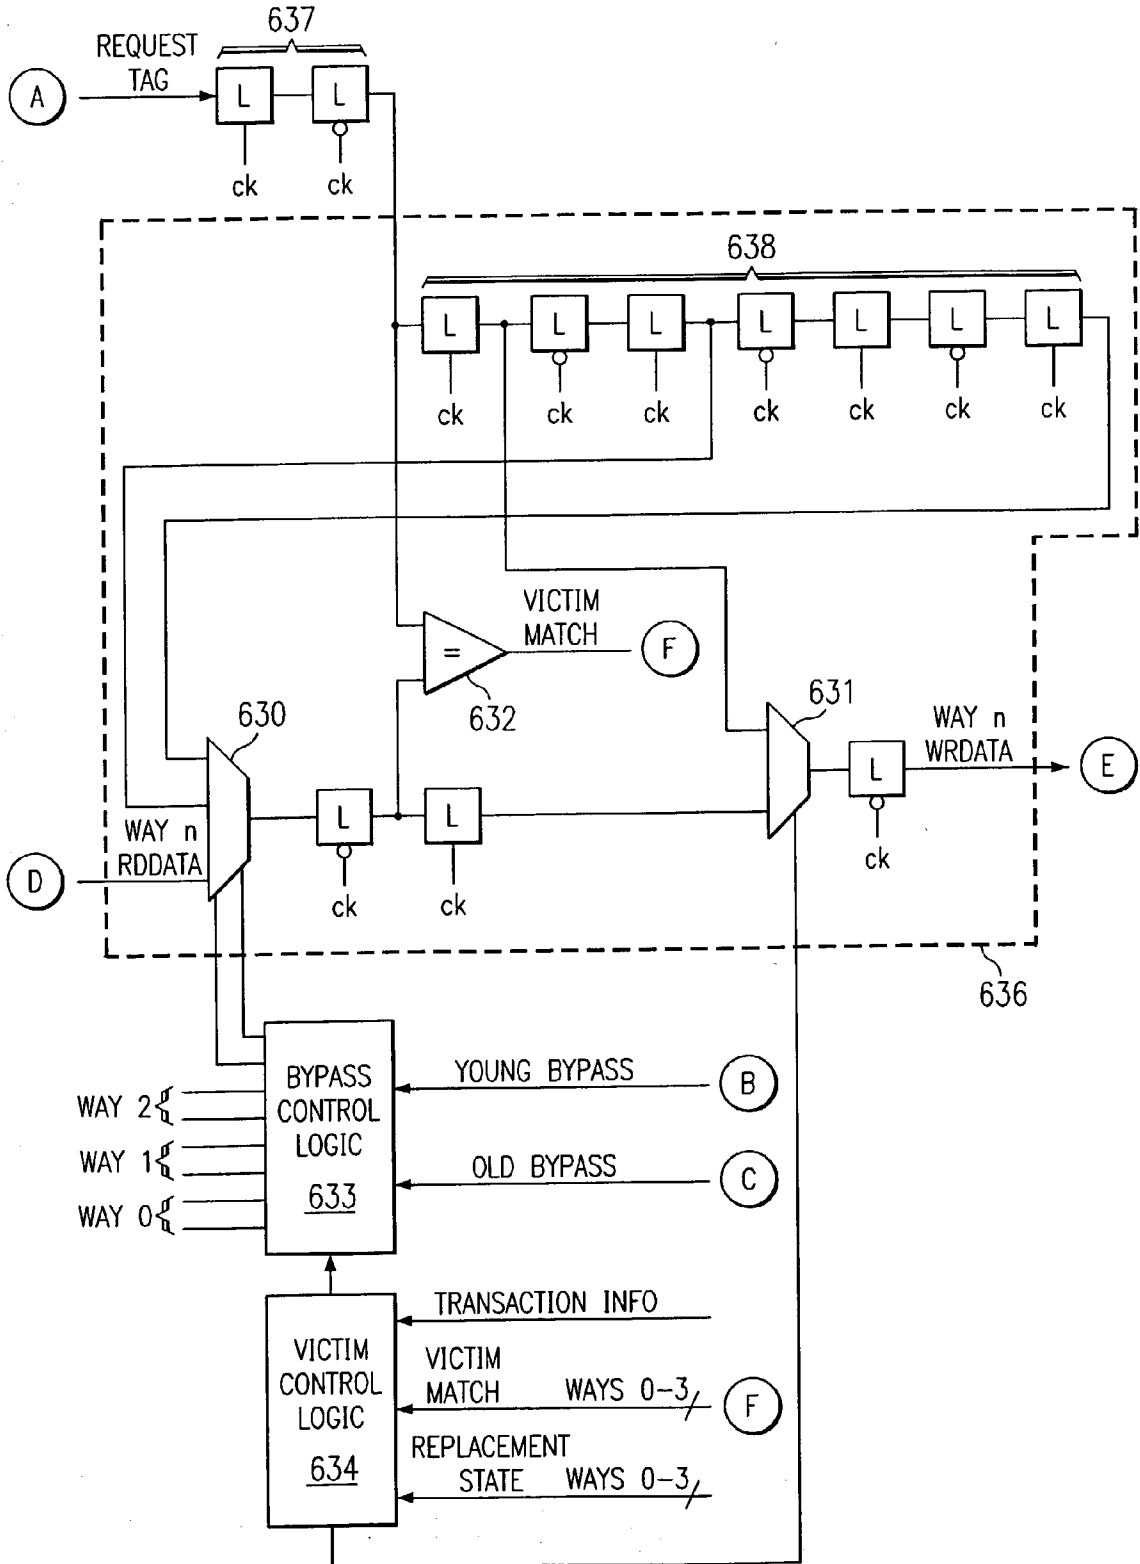 637
REQUEST
TAG
A
L
L
ck
ck
638
L
L
L
L
L
L
L
ck
ck
ck
ck
ck
ck
ck
VICTIM
MATCH
F
=
632
630
631
WAY n
WRDATA
E
L
ck
WAY n
RDDATA
D
L
L
ck
ck
636
BYPASS
CONTROL
LOGIC
633
YOUNG BYPASS
B
WAY 2
WAY 1
WAY 0
OLD BYPASS
C
VICTIM
CONTROL
LOGIC
634
TRANSACTION INFO
VICTIM
MATCH WAYS 0-3
F
REPLACEMENT
STATE WAYS 0-3